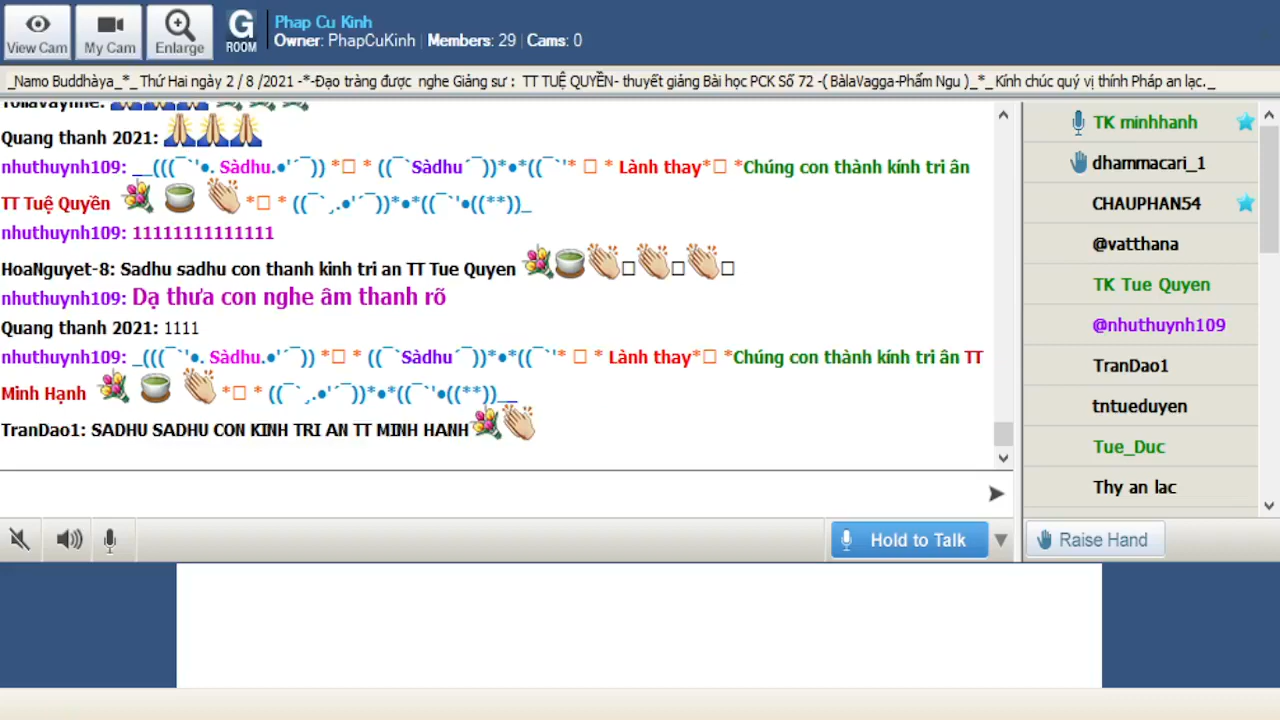 View Cam
My Cam
Enlarge
G
ROOM
Phap Cu Kinh
Owner: PhapCuKinh | Members: 29 | Cams: 0
_Namo Buddhàya_*_ Thứ Hai ngày 2 / 8 /2021 -*-Đạo tràng được nghe Giảng sư : TT TUỆ QUYỀN- thuyết giảng Bài học PCK Số 72 -( BàlaVagga-Phẩm Ngu )_*_ Kính chúc quý vị thính Pháp an lạc._
Quang thanh 2021:
nhuthuynh109: __(((¯`'•. Sàdhu.•'´¯)) *□ * ((¯`Sàdhu´¯))*•*((¯`'* □ * Lành thay*□ *Chúng con thành kính tri ân
TT Tuệ Quyền *□ * ((¯`¸.•'´¯))*•*((¯`'•((**))_
nhuthuynh109: 11111111111111
HoaNguyet-8: Sadhu sadhu con thanh kinh tri an TT Tue Quyen □ □ □
nhuthuynh109: Dạ thưa con nghe âm thanh rõ
Quang thanh 2021: 1111
nhuthuynh109: _(((¯`'•. Sàdhu.•'´¯)) *□ * ((¯`Sàdhu´¯))*•*((¯`'* □ * Lành thay*□ *Chúng con thành kính tri ân TT
Minh Hạnh *□ * ((¯`¸.•'´¯))*•*((¯`'•((**))__
TranDao1: SADHU SADHU CON KINH TRI AN TT MINH HANH
Hold to Talk
TK minhhanh
dhammacari_1
CHAUPHAN54
@vatthana
TK Tue Quyen
@nhuthuynh109
TranDao1
tntueduyen
Tue_Duc
Thy an lac
Raise Hand